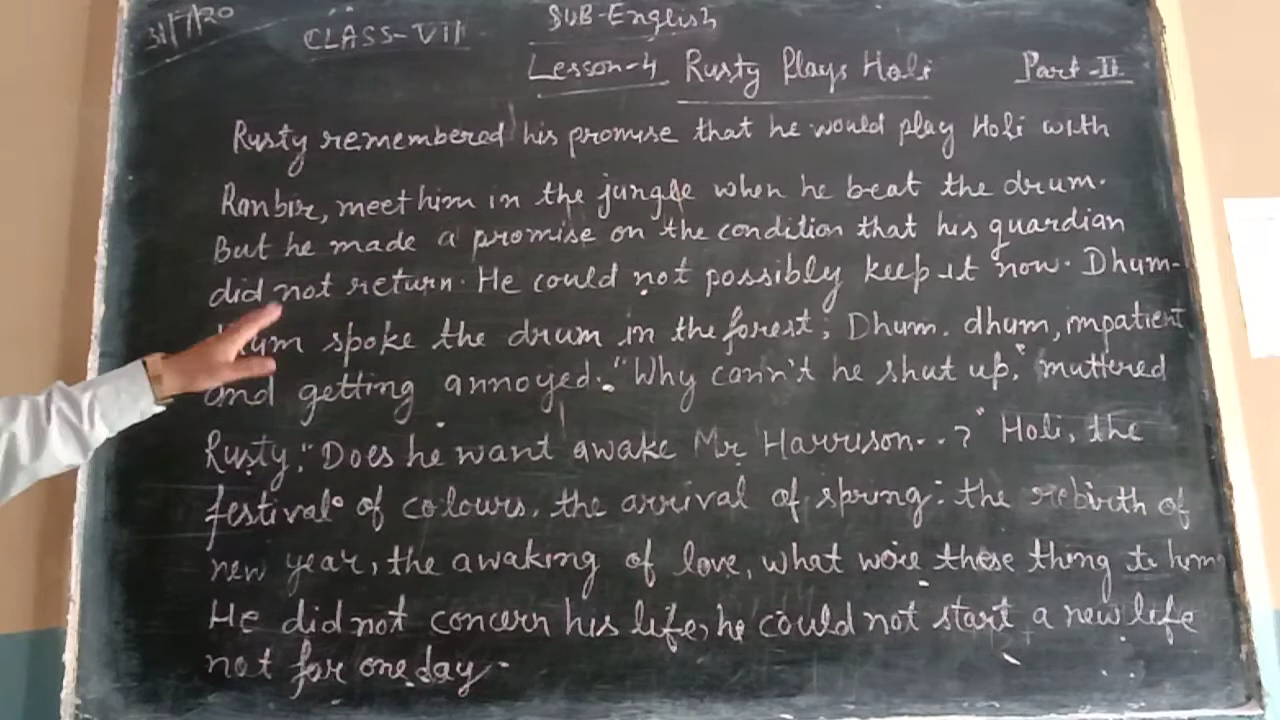 31/7/20
CLASS-VII
SUB-English
Lesson-4 Rusty Plays Holi Part-II
Rusty remembered his promise that he would play Holi with
Ranbir, meet him in the jungle when he beat the drum.
But he made a promise on the condition that his guardian
did not return. He could not possibly keep it now. Dhum-
dhum spoke the drum in the forest; Dhum. dhum, impatient
and getting annoyed. "Why cann't he shut up," muttered
Rusty, "Does he want awake Mr Harrison...?" Holi, the
festival of colours, the arrival of spring; the rebirth of
new year, the awaking of love, what were these thing to him
He did not concern his life, he could not start a new life
not for one day.